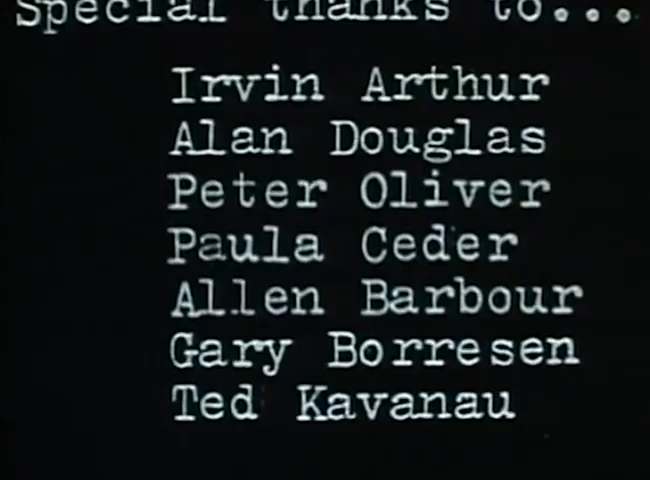 Special thanks to...
Irvin Arthur
Alan Douglas
Peter Oliver
Paula Ceder
Allen Barbour
Gary Borresen
Ted Kavanau